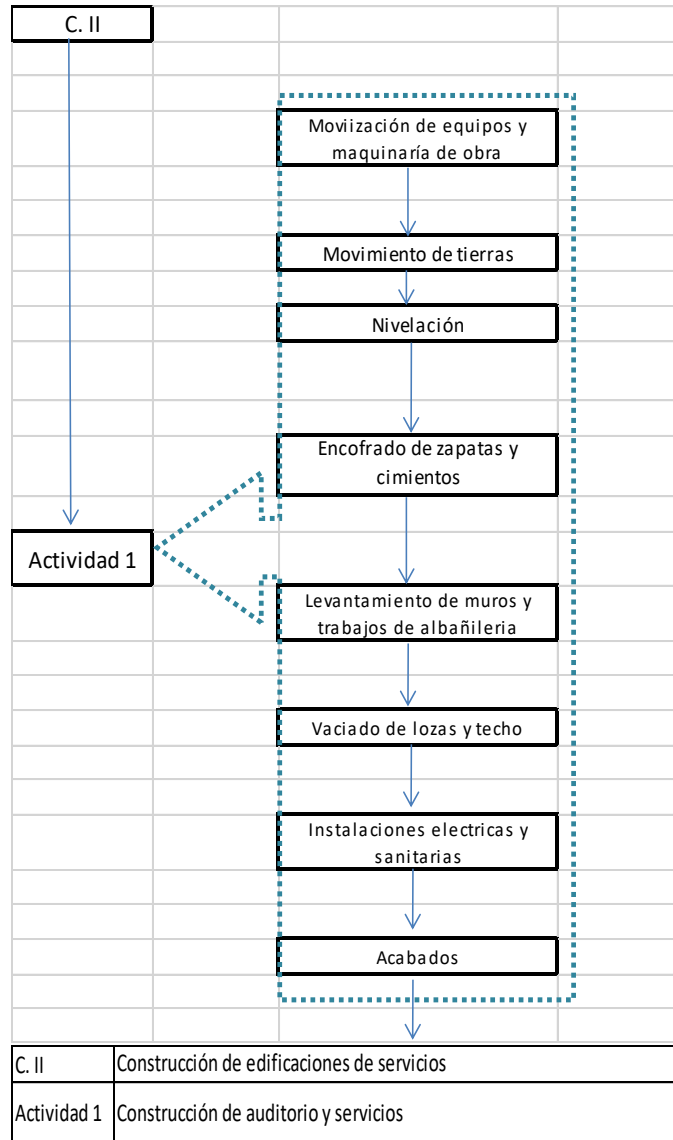 C. II
Moviización de equipos y
maquinaría de obra
Movimiento de tierras
Nivelación
Encofrado de zapatas y
cimientos
Actividad 1
Levantamiento de muros y
trabajos de albañileria
Vaciado de lozas y techo
Instalaciones electricas y
sanitarias
Acabados
C. II Construcción de edificaciones de servicios
Actividad 1 Construcción de auditorio y servicios